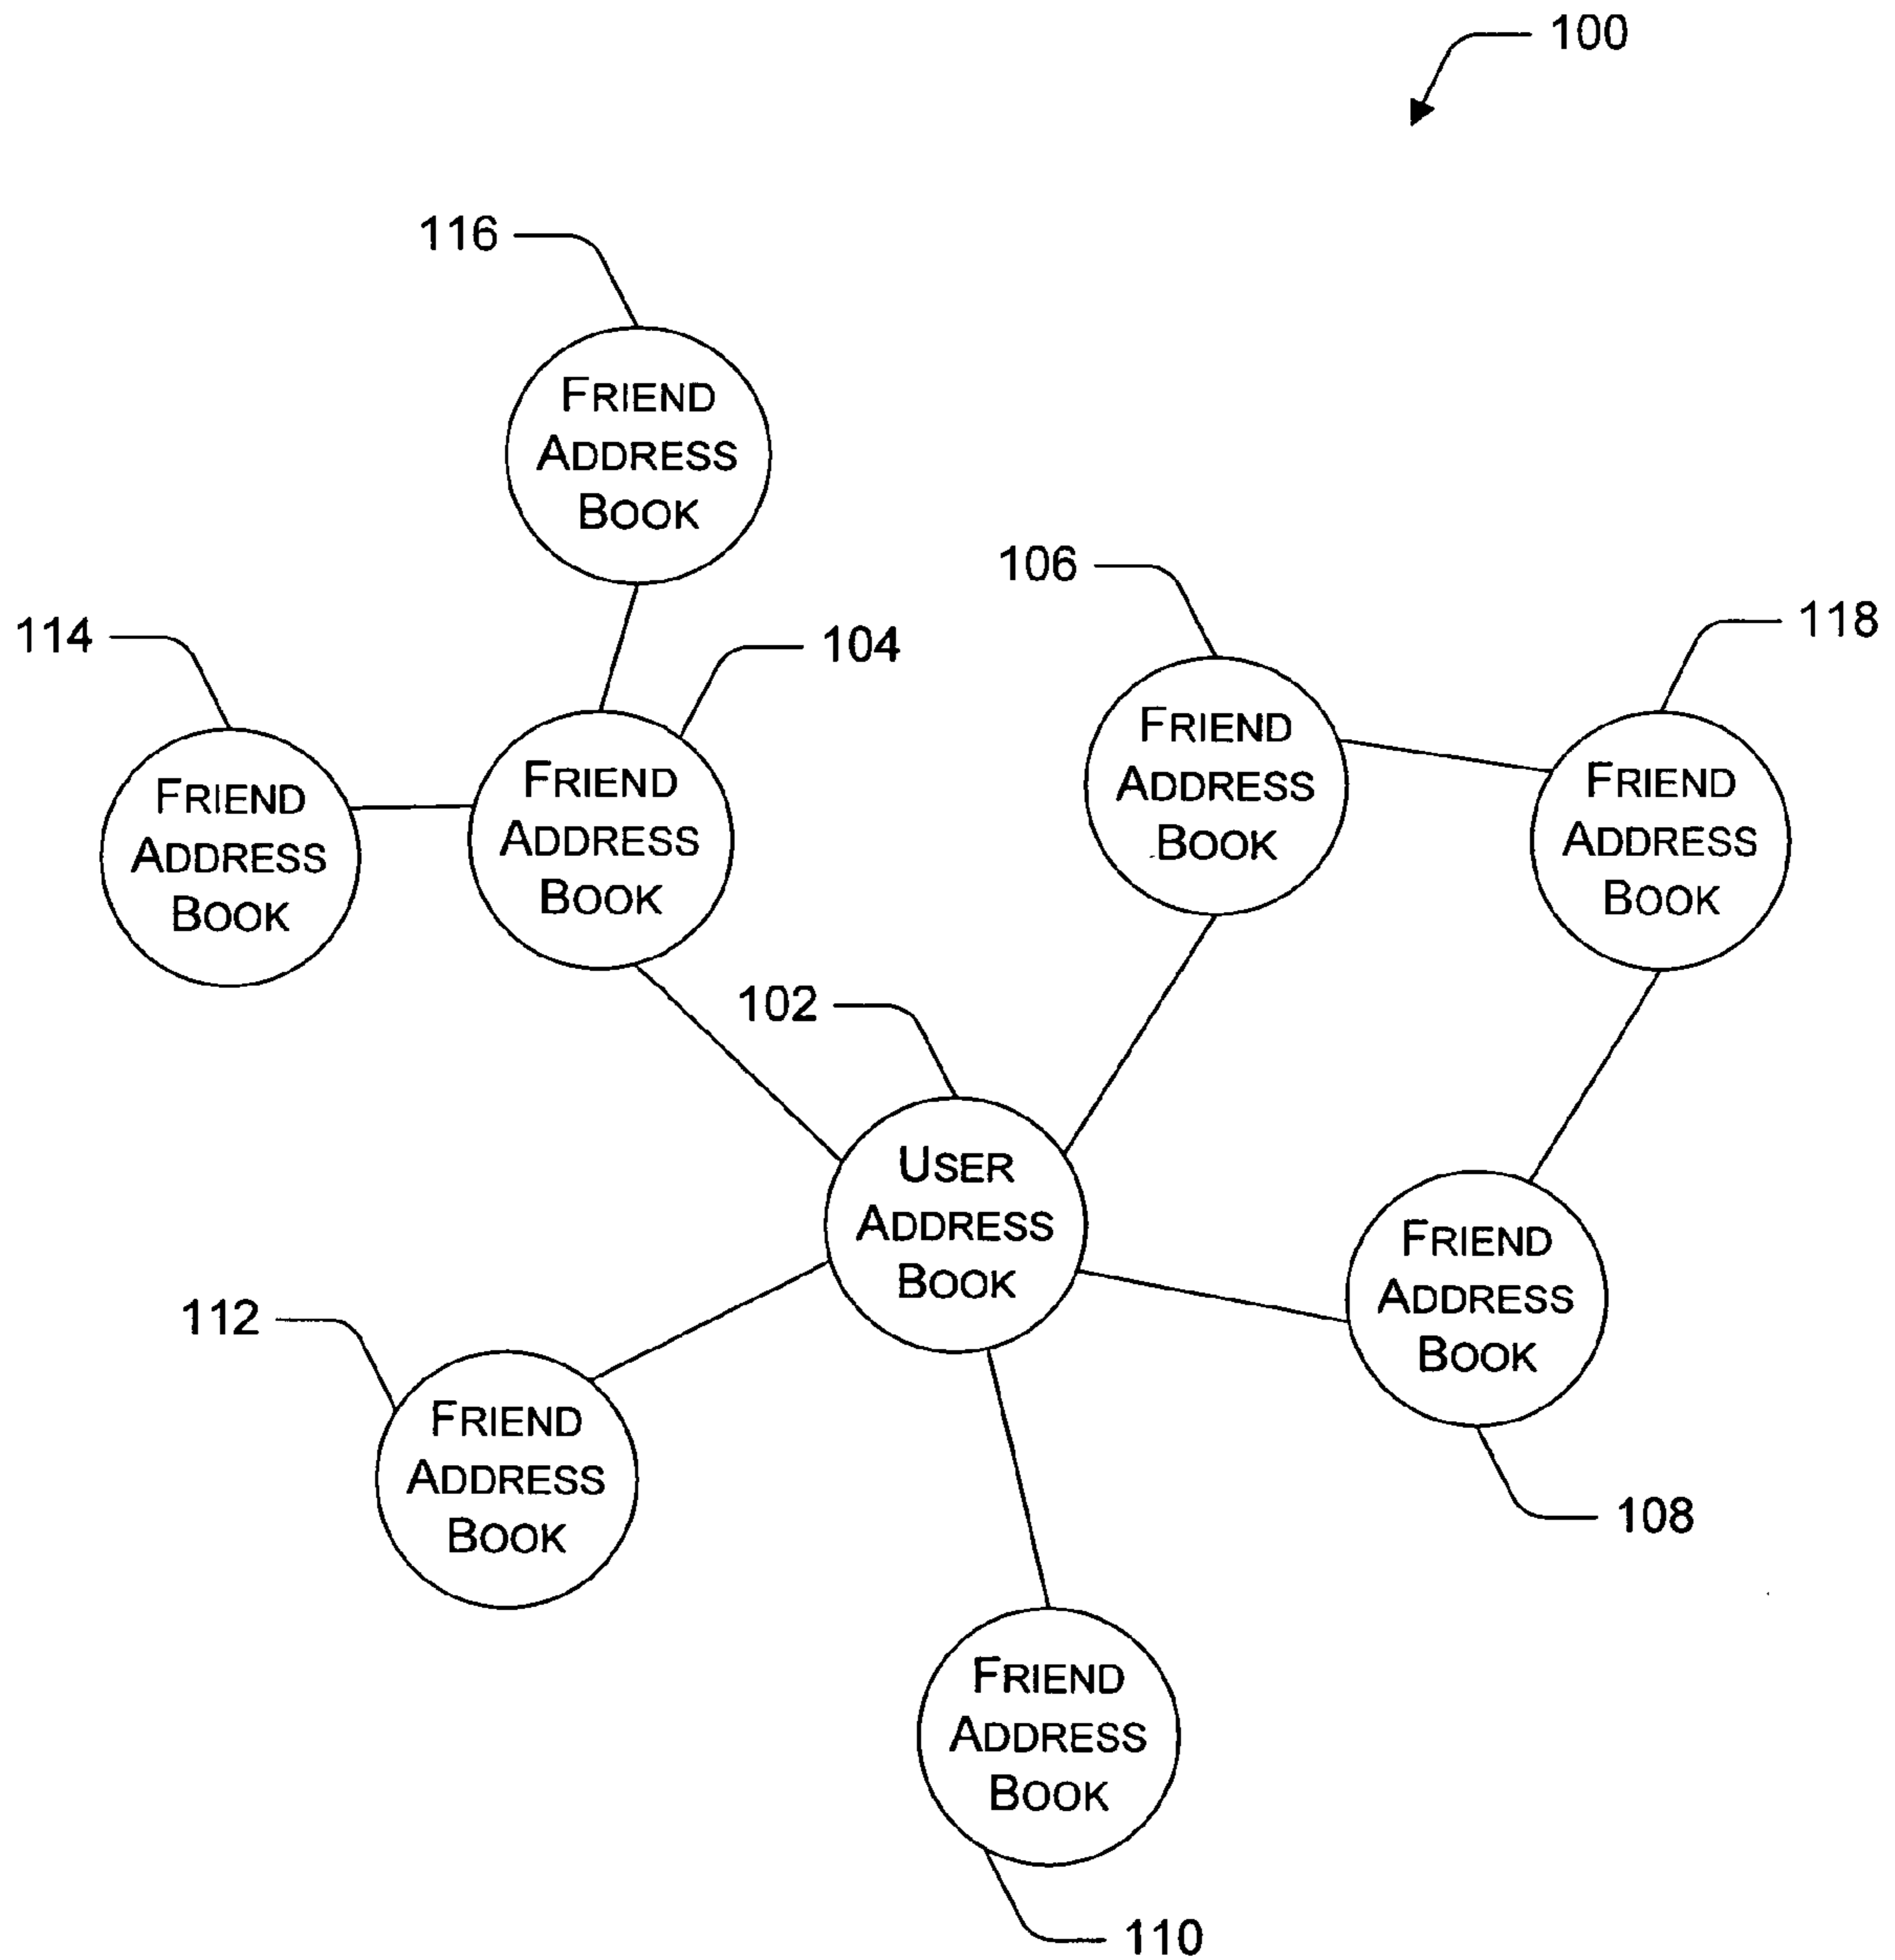 100
116
FRIEND
ADDRESS
BOOK
106
114
104
118
FRIEND
ADDRESS
BOOK
FRIEND
ADDRESS
BOOK
FRIEND
ADDRESS
BOOK
FRIEND
ADDRESS
BOOK
102
USER
ADDRESS
BOOK
112
FRIEND
ADDRESS
BOOK
FRIEND
ADDRESS
BOOK
108
FRIEND
ADDRESS
BOOK
110